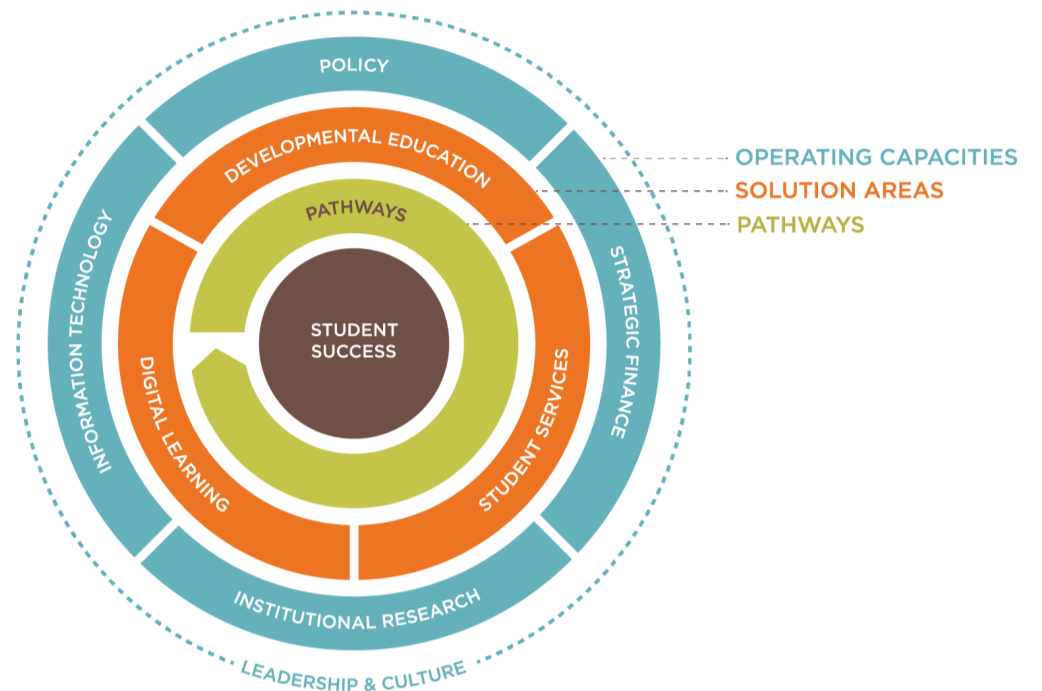 POLICY
DEVELOPMENTAL EDUCATION
PATHWAYS
STUDENT
SUCCESS
INFORMATION TECHNOLOGY
DIGITAL LEARNING
STUDENT SERVICES
STRATEGIC FINANCE
INSTITUTIONAL RESEARCH
LEADERSHIP & CULTURE
OPERATING CAPACITIES
SOLUTION AREAS
PATHWAYS